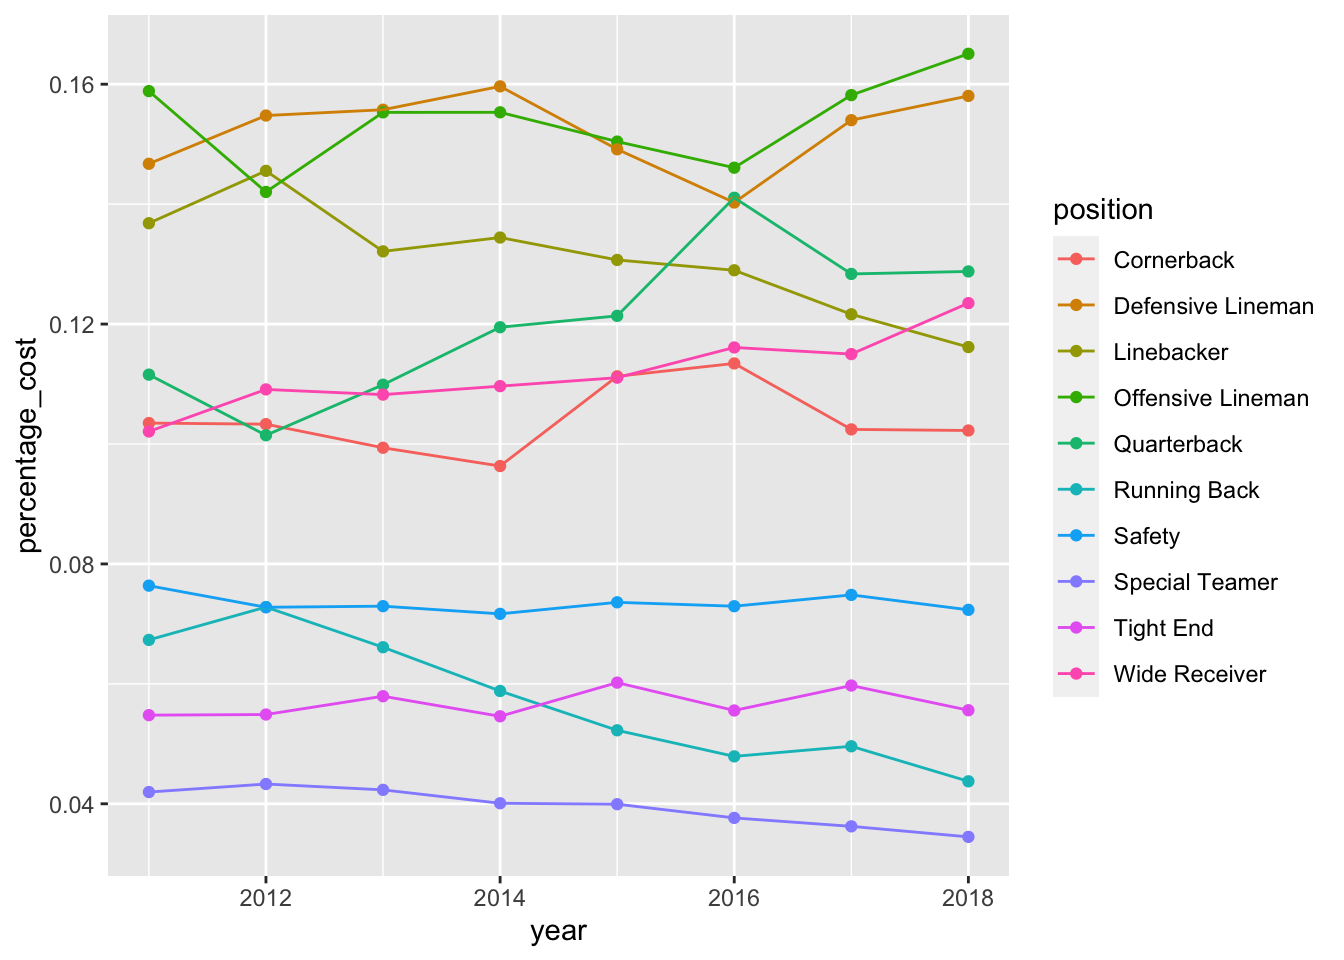 percentage_cost
0.16
0.12
0.08
0.04
2012
2014
2016
2018
year
position
Cornerback
Defensive Lineman
Linebacker
Offensive Lineman
Quarterback
Running Back
Safety
Special Teamer
Tight End
Wide Receiver